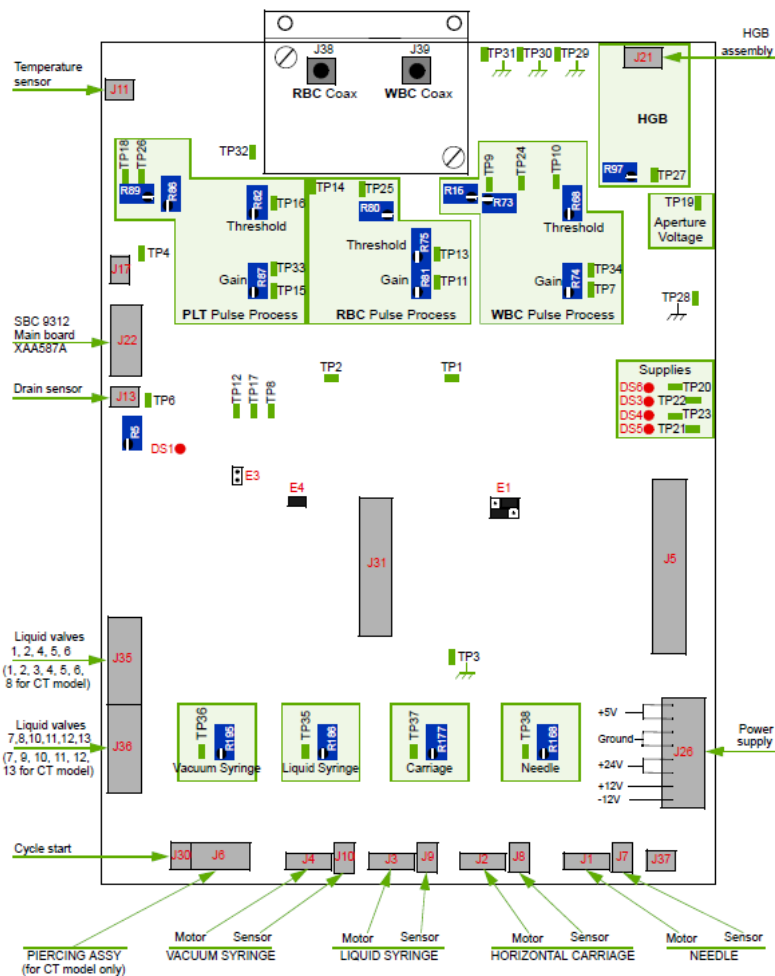 HGB
assembly
J38
J39
RBC Coax
WBC Coax
TP31
TP30
TP29
J21
HGB
R97
TP27
Temperature
sensor
J11
TP32
TP18
TP26
R89
R86
R82
TP16
Threshold
Gain
R87
TP33
TP15
PLT Pulse Process
TP14
TP25
R80
Threshold
R75
TP13
Gain
R81
TP11
RBC Pulse Process
R16
TP9
R73
TP24
TP10
R68
Threshold
Gain
R74
TP34
TP7
WBC Pulse Process
TP19
Aperture
Voltage
TP28
TP4
J17
SBC 9312
Main board
XAA587A
J22
Drain sensor
J13
TP6
R5
DS1
TP12
TP17
TP8
TP2
TP1
Supplies
DS6
TP20
DS3
TP22
DS4
TP23
DS5
TP21
E3
E4
E1
J31
J5
Liquid valves
1, 2, 4, 5, 6
(1, 2, 3, 4, 5, 6,
8 for CT model)
J35
TP3
Liquid valves
7,8,10,11,12,13
(7, 9, 10, 11, 12,
13 for CT model)
J36
TP36
R195
Vacuum Syringe
TP35
R186
Liquid Syringe
TP37
R177
Carriage
TP38
R168
Needle
+5V
Ground
+24V
+12V
-12V
J26
Power
supply
Cycle start
J30
J6
J4
J10
J3
J9
J2
J8
J1
J7
J37
PIERCING ASSY
(for CT model only)
Motor
Sensor
VACUUM SYRINGE
Motor
Sensor
LIQUID SYRINGE
Motor
Sensor
HORIZONTAL CARRIAGE
Motor
Sensor
NEEDLE